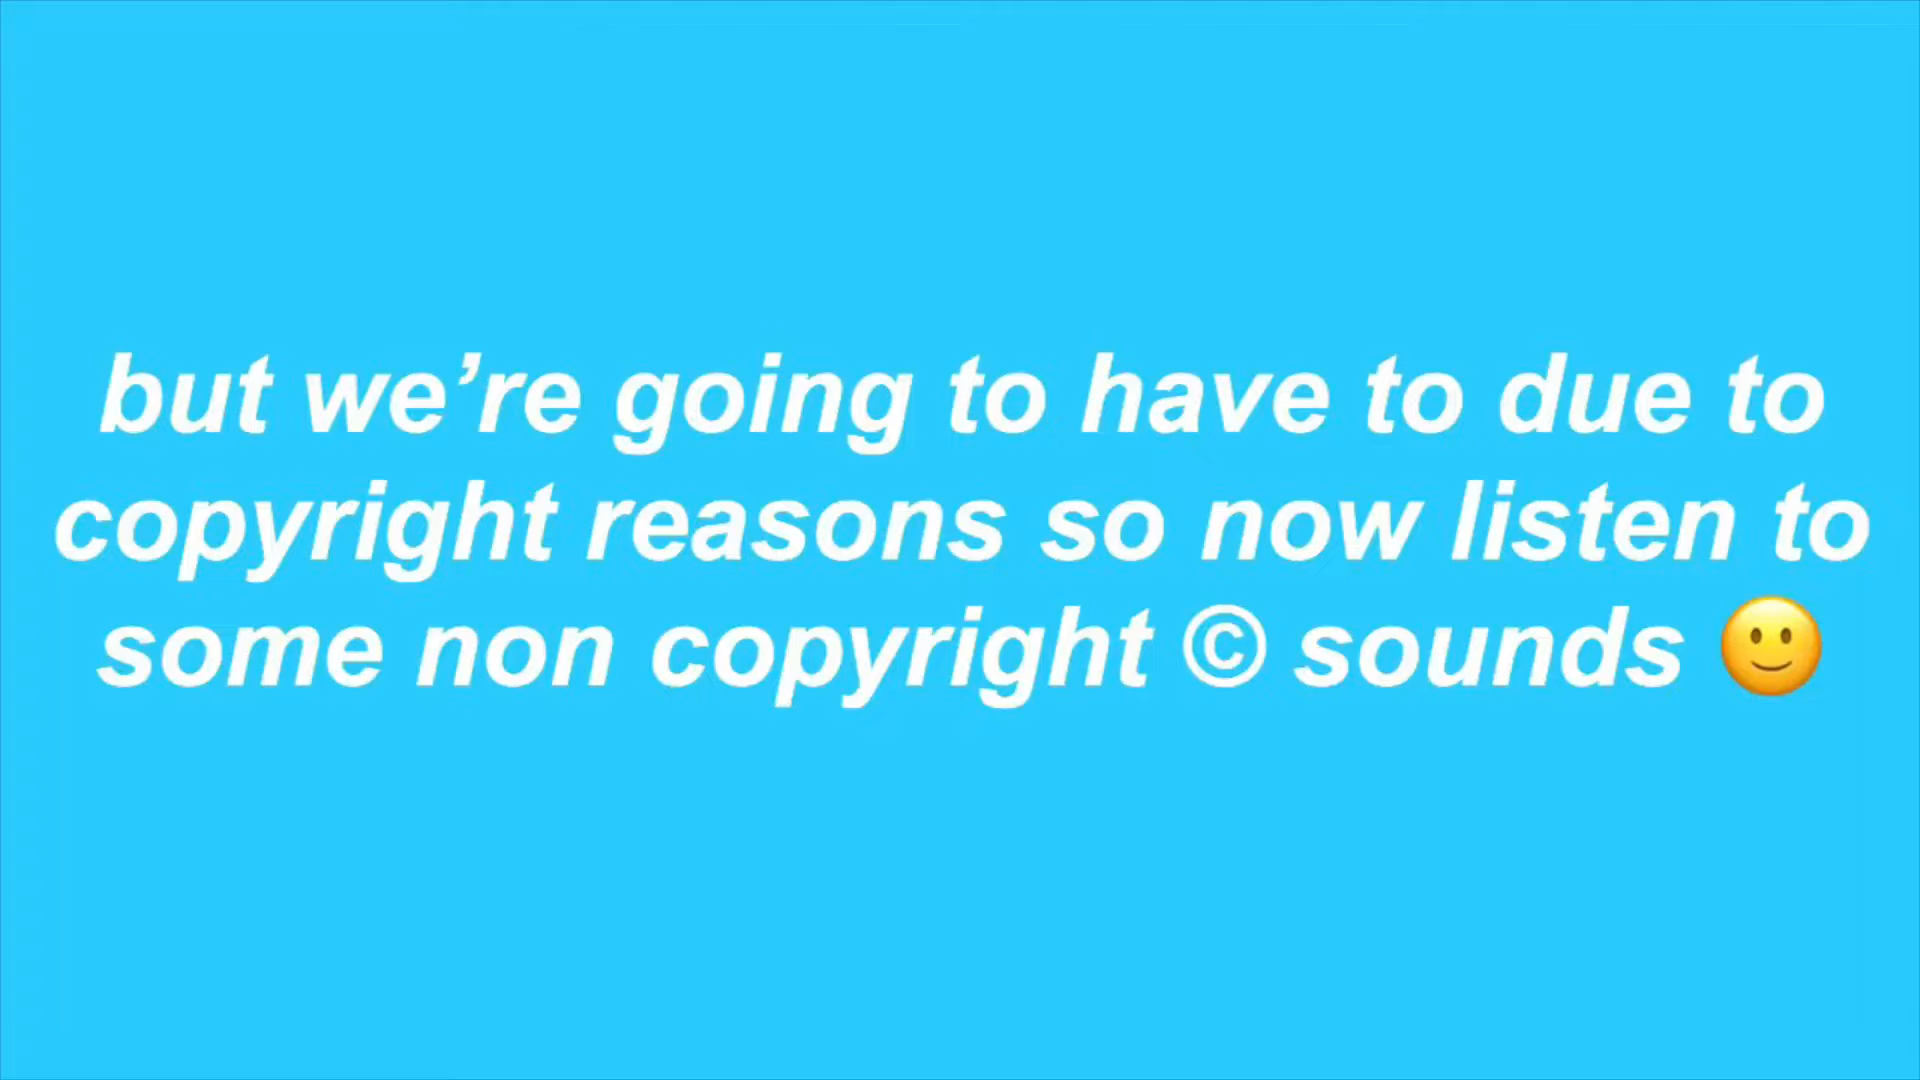 but we’re going to have to due to
copyright reasons so now listen to
some non copyright © sounds 🙂